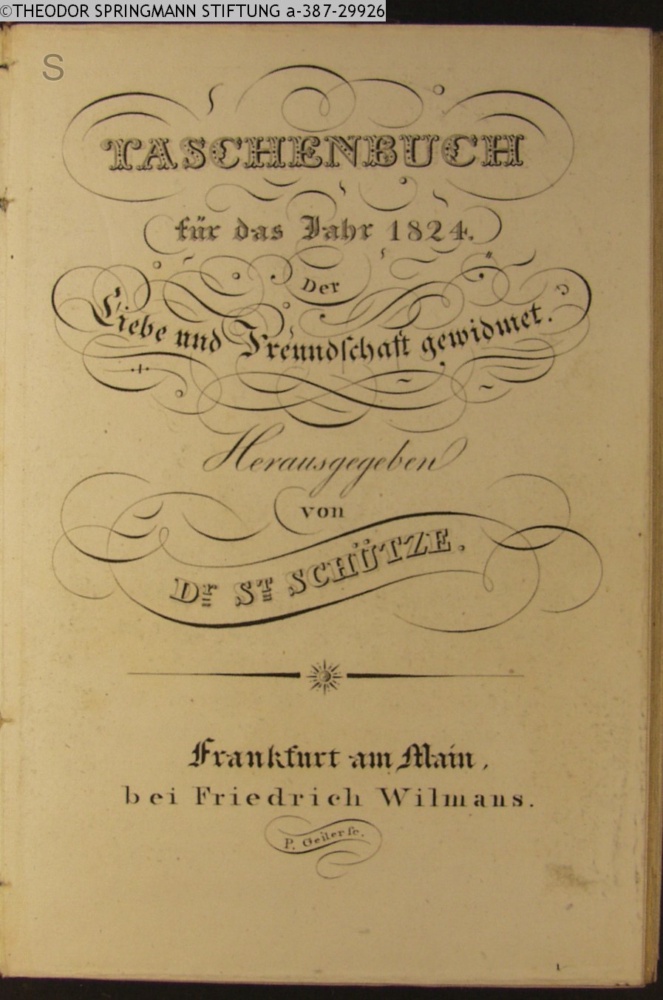 ©THEODOR SPRINGMANN STIFTUNG a-387-29926
S
TASCHENBUCH
für das Jahr 1824.
Der
Liebe und Freundschaft gewidmet.
Herausgegeben
von
Dr St SCHÜTZE.
Frankfurt am Main,
bei Friedrich Wilmans.
P. Geiler sc.